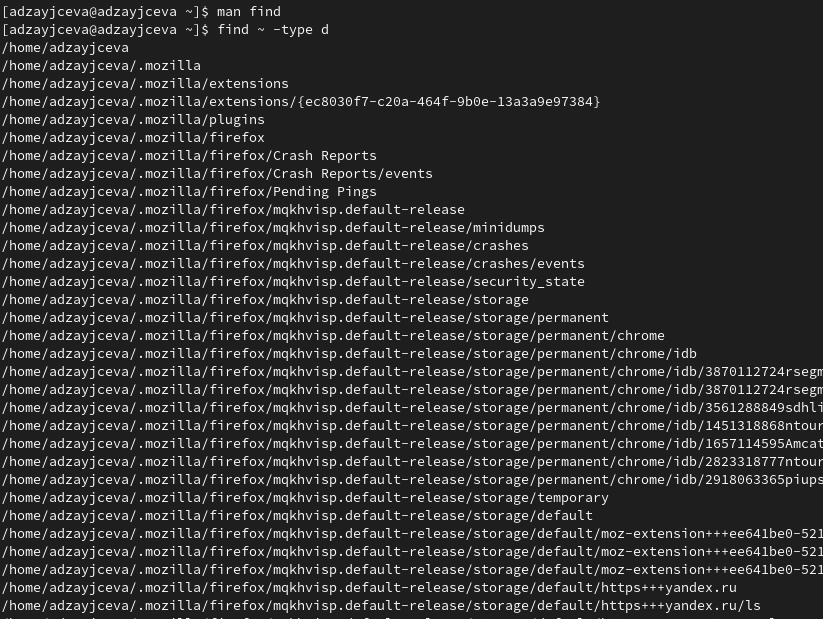 [adzayjceva@adzayjceva ~]$ man find
[adzayjceva@adzayjceva ~]$ find ~ -type d
/home/adzayjceva
/home/adzayjceva/.mozilla
/home/adzayjceva/.mozilla/extensions
/home/adzayjceva/.mozilla/extensions/{ec8030f7-c20a-464f-9b0e-13a3a9e97384}
/home/adzayjceva/.mozilla/plugins
/home/adzayjceva/.mozilla/firefox
/home/adzayjceva/.mozilla/firefox/Crash Reports
/home/adzayjceva/.mozilla/firefox/Crash Reports/events
/home/adzayjceva/.mozilla/firefox/Pending Pings
/home/adzayjceva/.mozilla/firefox/mqkhvisp.default-release
/home/adzayjceva/.mozilla/firefox/mqkhvisp.default-release/minidumps
/home/adzayjceva/.mozilla/firefox/mqkhvisp.default-release/crashes
/home/adzayjceva/.mozilla/firefox/mqkhvisp.default-release/crashes/events
/home/adzayjceva/.mozilla/firefox/mqkhvisp.default-release/security_state
/home/adzayjceva/.mozilla/firefox/mqkhvisp.default-release/storage
/home/adzayjceva/.mozilla/firefox/mqkhvisp.default-release/storage/permanent
/home/adzayjceva/.mozilla/firefox/mqkhvisp.default-release/storage/permanent/chrome
/home/adzayjceva/.mozilla/firefox/mqkhvisp.default-release/storage/permanent/chrome/idb
/home/adzayjceva/.mozilla/firefox/mqkhvisp.default-release/storage/permanent/chrome/idb/3870112724rsegm
/home/adzayjceva/.mozilla/firefox/mqkhvisp.default-release/storage/permanent/chrome/idb/3870112724rsegm
/home/adzayjceva/.mozilla/firefox/mqkhvisp.default-release/storage/permanent/chrome/idb/3561288849sdhli
/home/adzayjceva/.mozilla/firefox/mqkhvisp.default-release/storage/permanent/chrome/idb/1451318868ntour
/home/adzayjceva/.mozilla/firefox/mqkhvisp.default-release/storage/permanent/chrome/idb/1657114595Amcat
/home/adzayjceva/.mozilla/firefox/mqkhvisp.default-release/storage/permanent/chrome/idb/2823318777ntour
/home/adzayjceva/.mozilla/firefox/mqkhvisp.default-release/storage/permanent/chrome/idb/2918063365piups
/home/adzayjceva/.mozilla/firefox/mqkhvisp.default-release/storage/temporary
/home/adzayjceva/.mozilla/firefox/mqkhvisp.default-release/storage/default
/home/adzayjceva/.mozilla/firefox/mqkhvisp.default-release/storage/default/moz-extension+++ee641be0-521
/home/adzayjceva/.mozilla/firefox/mqkhvisp.default-release/storage/default/moz-extension+++ee641be0-521
/home/adzayjceva/.mozilla/firefox/mqkhvisp.default-release/storage/default/moz-extension+++ee641be0-521
/home/adzayjceva/.mozilla/firefox/mqkhvisp.default-release/storage/default/https+++yandex.ru
/home/adzayjceva/.mozilla/firefox/mqkhvisp.default-release/storage/default/https+++yandex.ru/ls